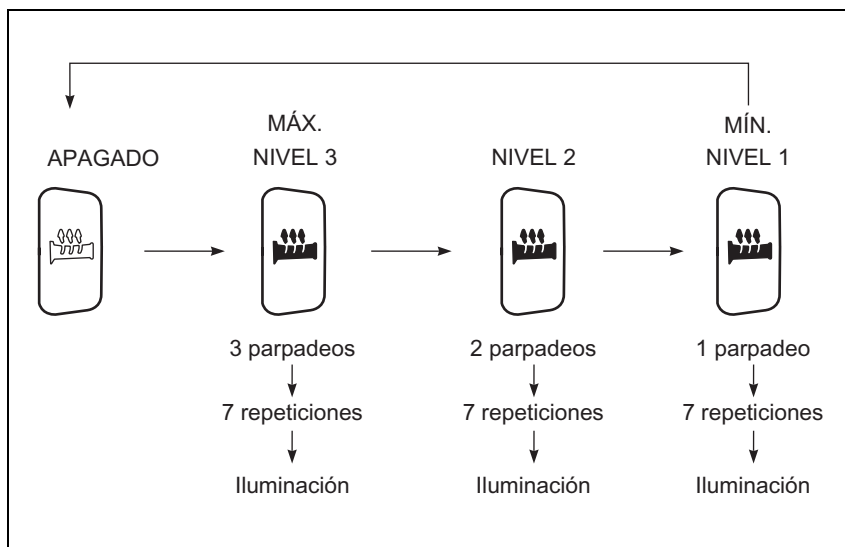 MÁX.
MÍN.
APAGADO
NIVEL 3
NIVEL 2
NIVEL 1
3 parpadeos
2 parpadeos
1 parpadeo
7 repeticiones
7 repeticiones
7 repeticiones
Iluminación
Iluminación
Iluminación